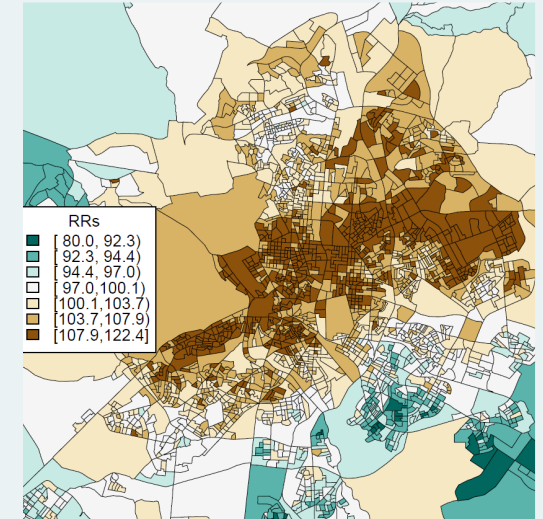 RRs
[ 80.0, 92.3)
[ 92.3, 94.4)
[ 94.4, 97.0)
[ 97.0,100.1)
[100.1,103.7)
[103.7,107.9)
[107.9,122.4]